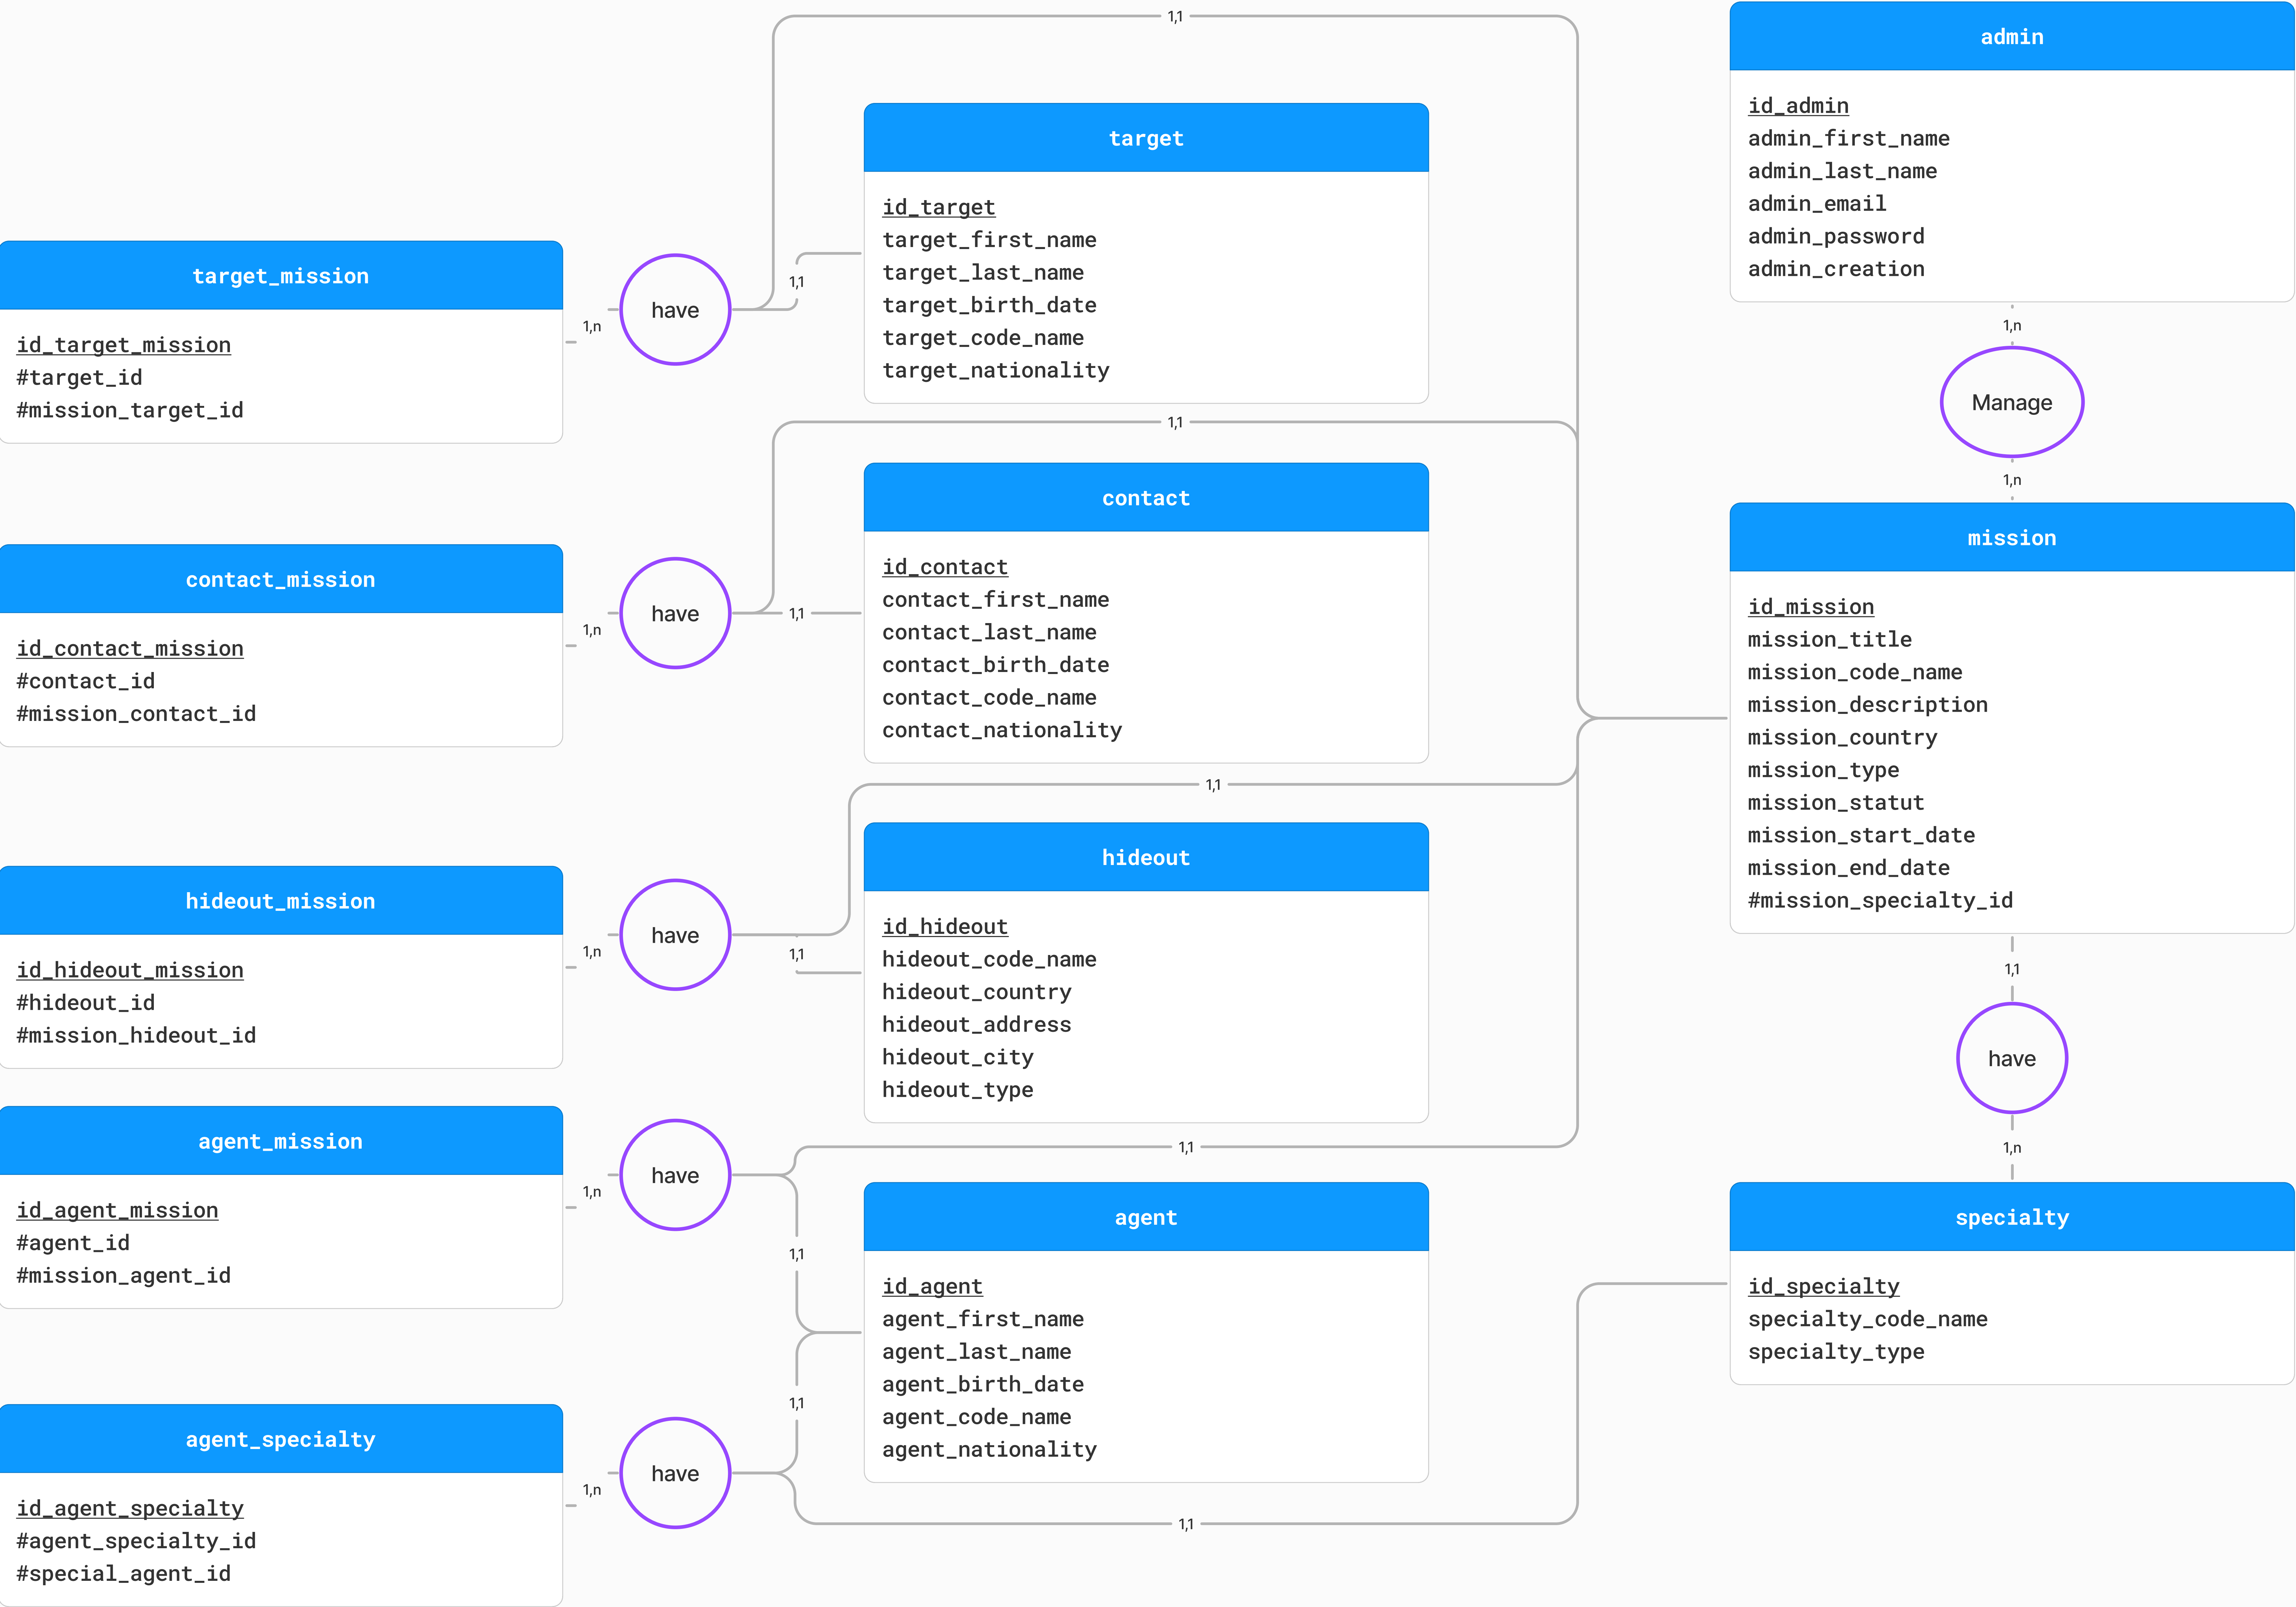 1,1
admin
id_admin
admin_first_name
admin_last_name
admin_email
admin_password
admin_creation
target
id_target
target_first_name
target_last_name
target_birth_date
target_code_name
target_nationality
target_mission
id_target_mission
#target_id
#mission_target_id
1,n
have
1,1
1,n
Manage
1,n
1,1
contact
id_contact
contact_first_name
contact_last_name
contact_birth_date
contact_code_name
contact_nationality
contact_mission
id_contact_mission
#contact_id
#mission_contact_id
1,n
have
1,1
mission
id_mission
mission_title
mission_code_name
mission_description
mission_country
mission_type
mission_statut
mission_start_date
mission_end_date
#mission_specialty_id
1,1
hideout
id_hideout
hideout_code_name
hideout_country
hideout_address
hideout_city
hideout_type
hideout_mission
id_hideout_mission
#hideout_id
#mission_hideout_id
1,n
have
1,1
1,1
have
1,n
agent_mission
id_agent_mission
#agent_id
#mission_agent_id
1,n
have
1,1
1,1
agent
id_agent
agent_first_name
agent_last_name
agent_birth_date
agent_code_name
agent_nationality
specialty
id_specialty
specialty_code_name
specialty_type
agent_specialty
id_agent_specialty
#agent_specialty_id
#special_agent_id
1,n
have
1,1
1,1